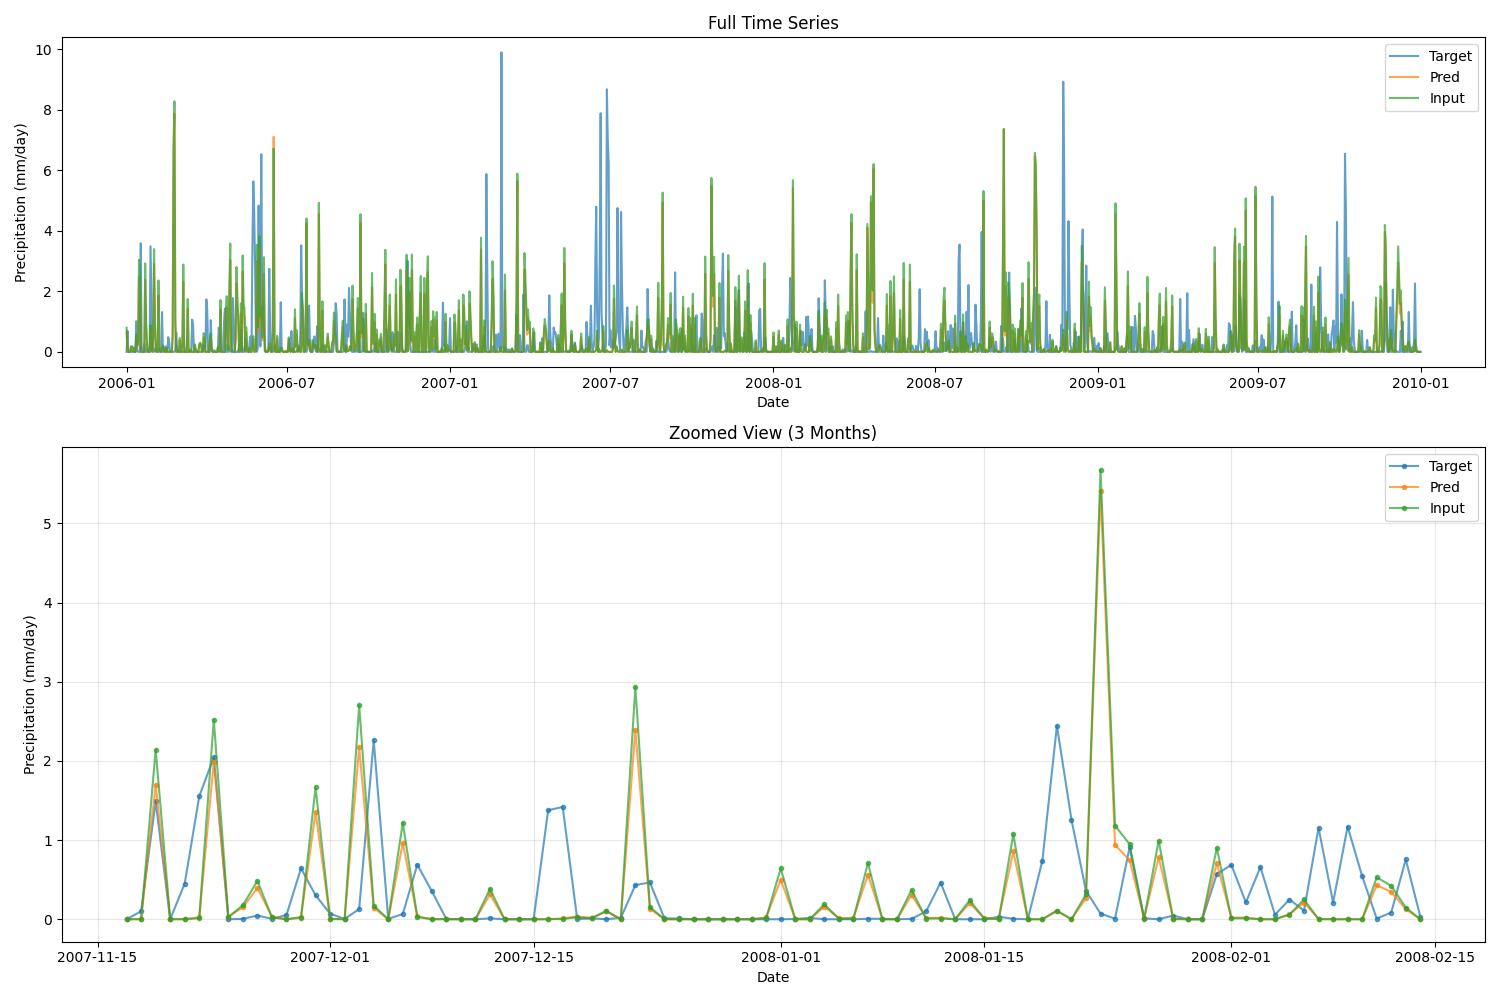 Full Time Series
Precipitation (mm/day)
10
8
6
4
2
0
Target
Pred
Input
2006-01
2006-07
2007-01
2007-07
2008-01
2008-07
2009-01
2009-07
2010-01
Date
Zoomed View (3 Months)
Precipitation (mm/day)
5
4
3
2
1
0
Target
Pred
Input
2007-11-15
2007-12-01
2007-12-15
2008-01-01
2008-01-15
2008-02-01
2008-02-15
Date